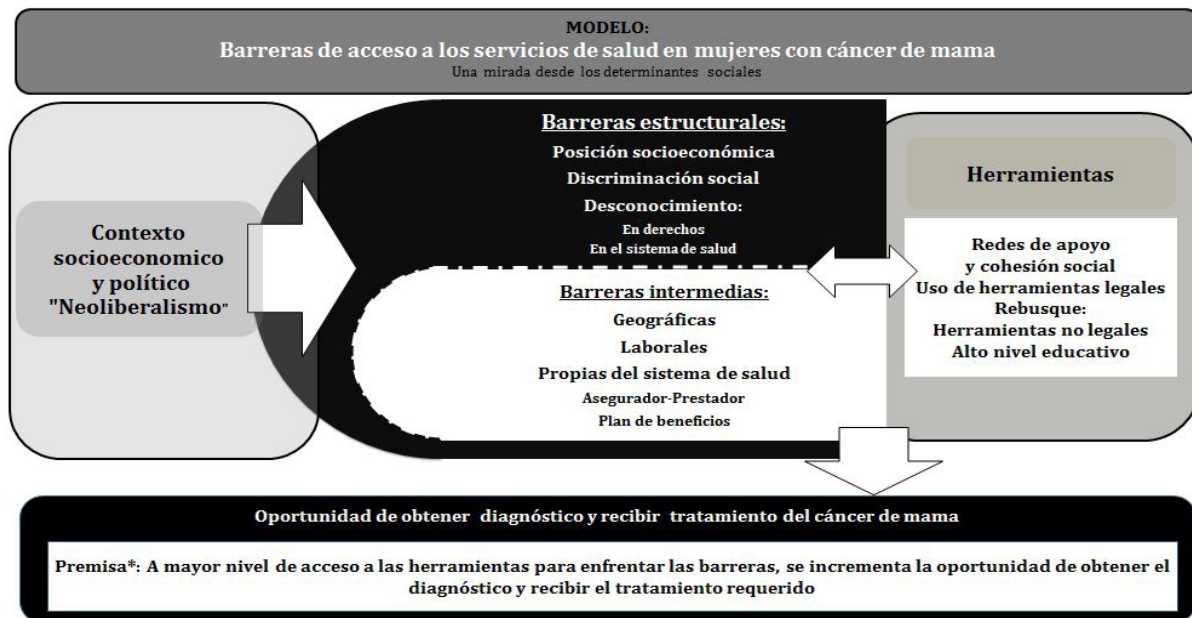 MODELO:
Barreras de acceso a los servicios de salud en mujeres con cáncer de mama
Una mirada desde los determinantes sociales
Contexto
socioeconomico
y político
"Neoliberalismo"
Barreras estructurales:
Posición socioeconómica
Discriminación social
Desconocimiento:
En derechos
En el sistema de salud
Barreras intermedias:
Geográficas
Laborales
Propias del sistema de salud
Asegurador-Prestador
Plan de beneficios
Herramientas
Redes de apoyo
y cohesión social
Uso de herramientas legales
Rebusque:
Herramientas no legales
Alto nivel educativo
Oportunidad de obtener diagnóstico y recibir tratamiento del cáncer de mama
Premisa*: A mayor nivel de acceso a las herramientas para enfrentar las barreras, se incrementa la oportunidad de obtener el
diagnóstico y recibir el tratamiento requerido